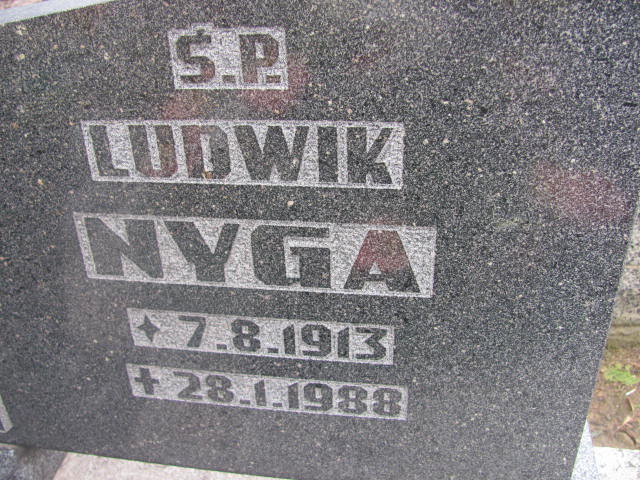 Ś.P.
LUDWIK
NYGA
✦ 7.8.1913
✝ 28.1.1988